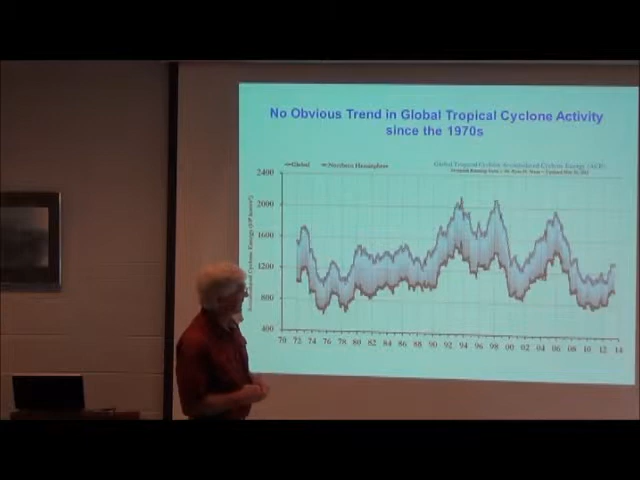 No Obvious Trend in Global Tropical Cyclone Activity
since the 1970s
Global Northern Hemisphere
Global Tropical Cyclone Accumulated Cyclone Energy (ACE)
2400
2000
1600
1200
800
400
70 72 74 76 78 80 82 84 86 88 90 92 94 96 98 00 02 04 06 08 10 12 14